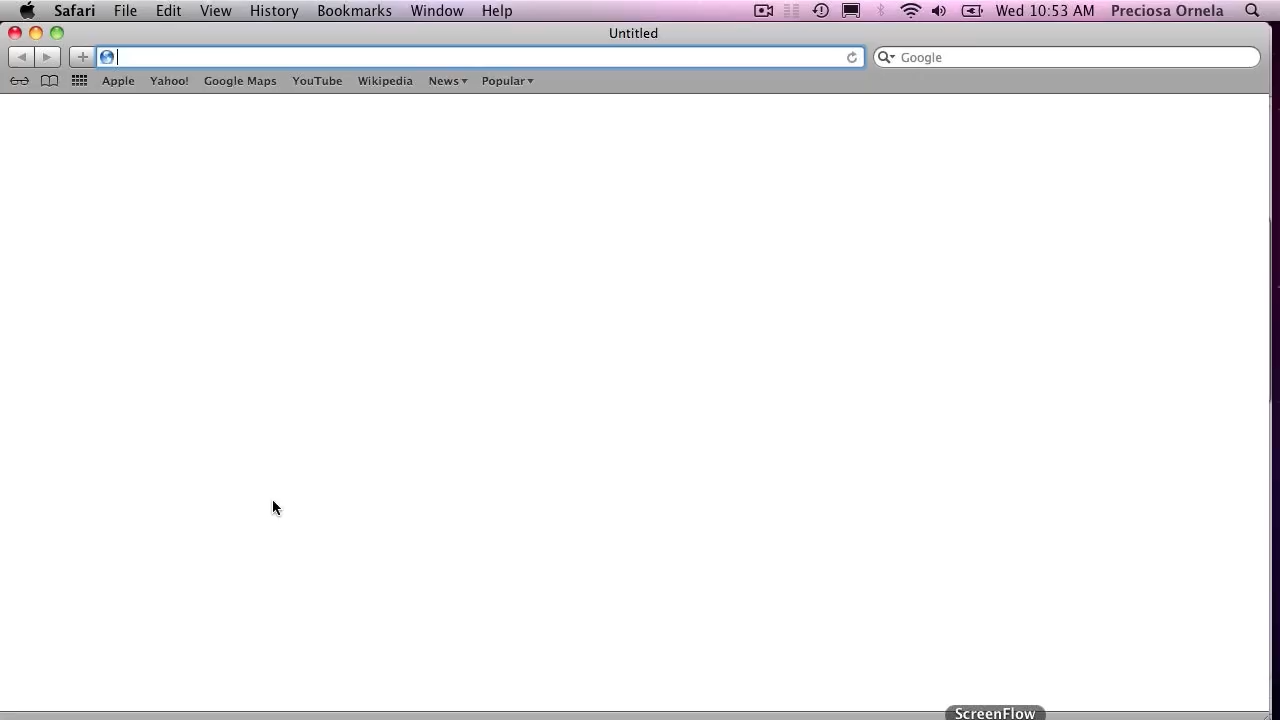 Safari File Edit View History Bookmarks Window Help Wed 10:53 AM Preciosa Ornela
Untitled
Google
Apple Yahoo! Google Maps YouTube Wikipedia News Popular
ScreenFlow